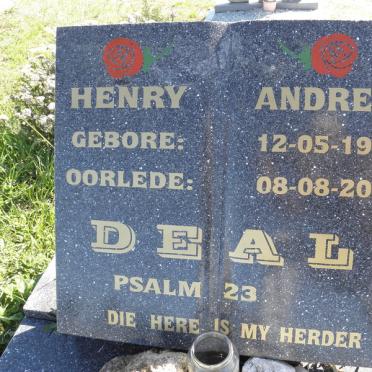 HENRY ANDRE
GEBORE: 12-05-19
OORLEDE: 08-08-20
DEAL
PSALM 23
DIE HERE IS MY HERDER